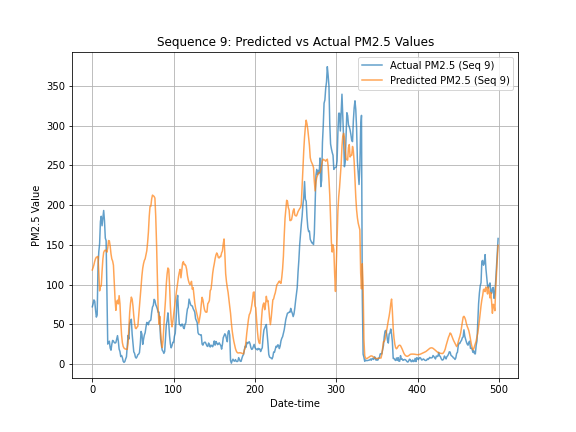 Sequence 9: Predicted vs Actual PM2.5 Values
Actual PM2.5 (Seq 9)
Predicted PM2.5 (Seq 9)
PM2.5 Value
350
300
250
200
150
100
50
0
0 100 200 300 400 500
Date-time